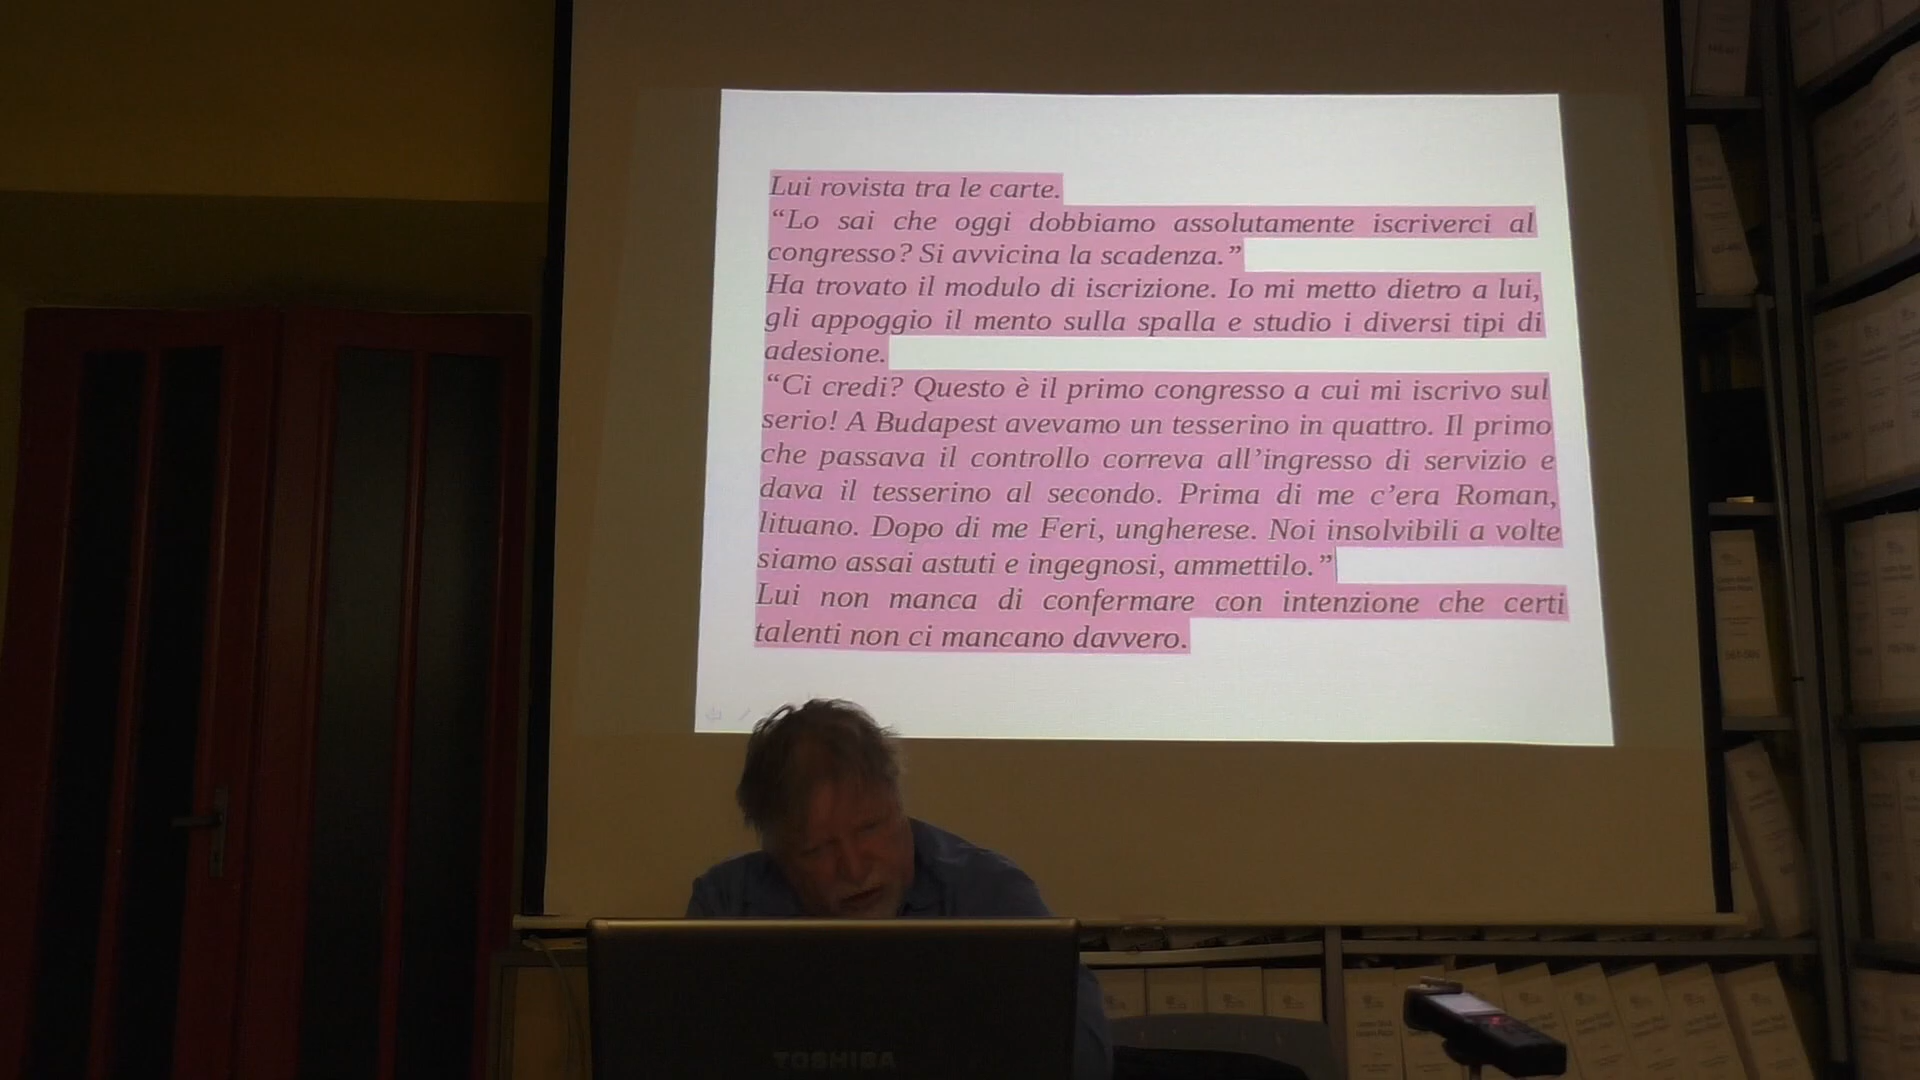 Lui rovista tra le carte.
“Lo sai che oggi dobbiamo assolutamente iscriverci al
congresso? Si avvicina la scadenza.”
Ha trovato il modulo di iscrizione. Io mi metto dietro a lui,
gli appoggio il mento sulla spalla e studio i diversi tipi di
adesione.
“Ci credi? Questo è il primo congresso a cui mi iscrivo sul
serio! A Budapest avevamo un tesserino in quattro. Il primo
che passava il controllo correva all’ingresso di servizio e
dava il tesserino al secondo. Prima di me c’era Roman,
lituano. Dopo di me Feri, ungherese. Noi insolvibili a volte
siamo assai astuti e ingegnosi, ammettilo.”
Lui non manca di confermare con intenzione che certi
talenti non ci mancano davvero.
TOSHIBA